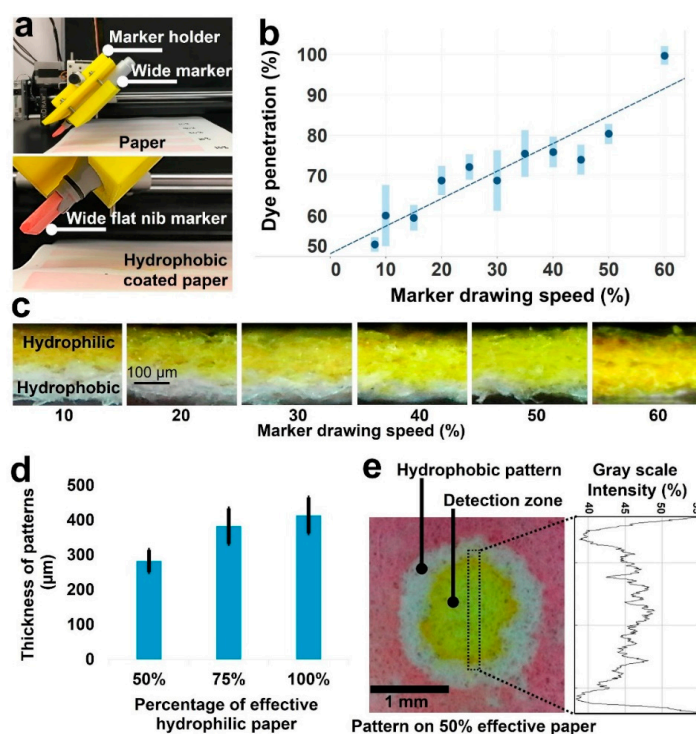 a
Marker holder
Wide marker
Paper
Wide flat nib marker
Hydrophobic
coated paper
b
Dye penetration (%)
100
90
80
70
60
50
0
10
20
30
40
50
60
Marker drawing speed (%)
c
Hydrophilic
100 µm
Hydrophobic
10
20
30
40
50
60
Marker drawing speed (%)
d
Thickness of patterns
(µm)
500
400
300
200
100
0
50%
75%
100%
Percentage of effective
hydrophilic paper
e
Hydrophobic pattern
Detection zone
Gray scale
Intensity (%)
40
45
50
1 mm
Pattern on 50% effective paper